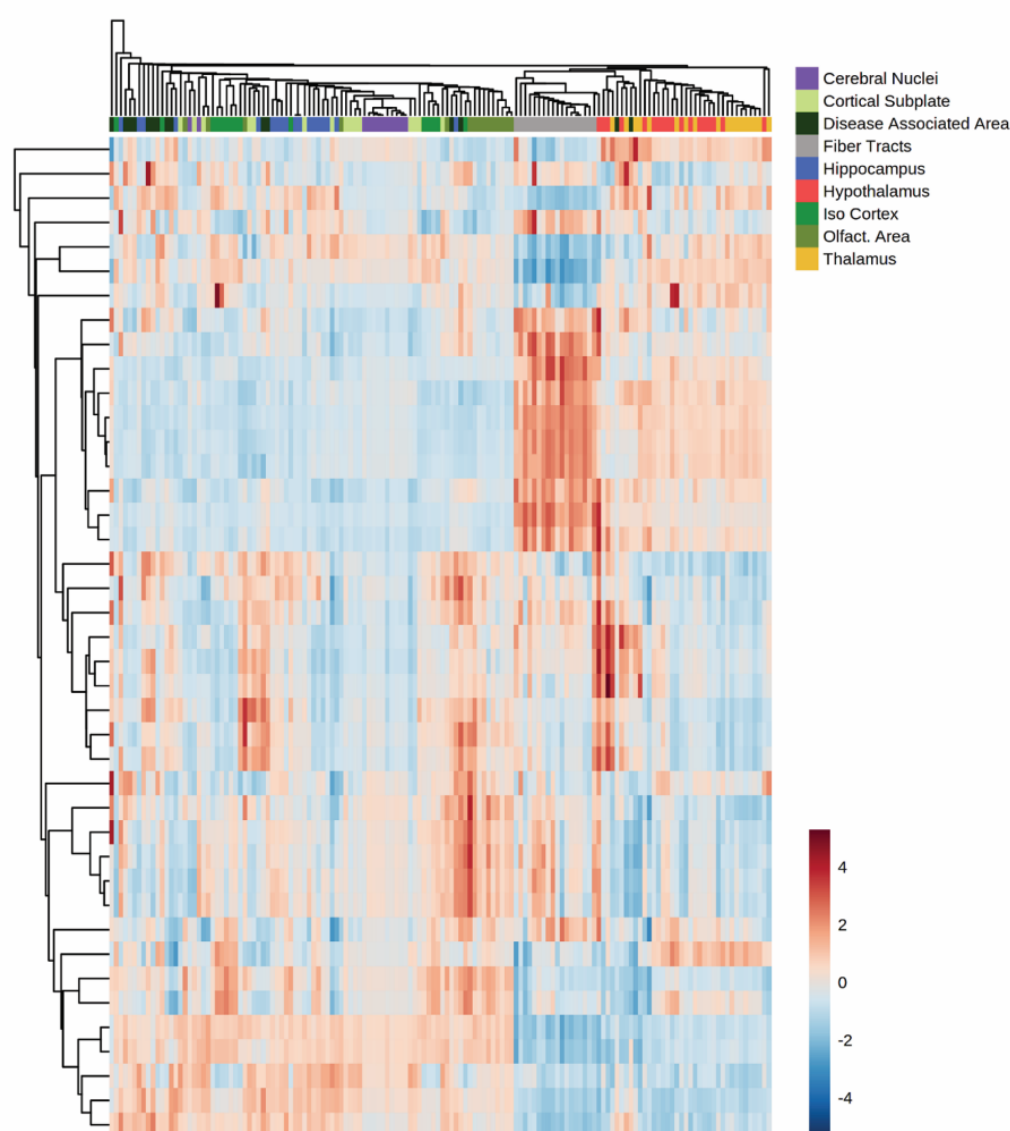 Cerebral Nuclei
Cortical Subplate
Disease Associated Area
Fiber Tracts
Hippocampus
Hypothalamus
Iso Cortex
Olfact. Area
Thalamus
4
2
0
-2
-4